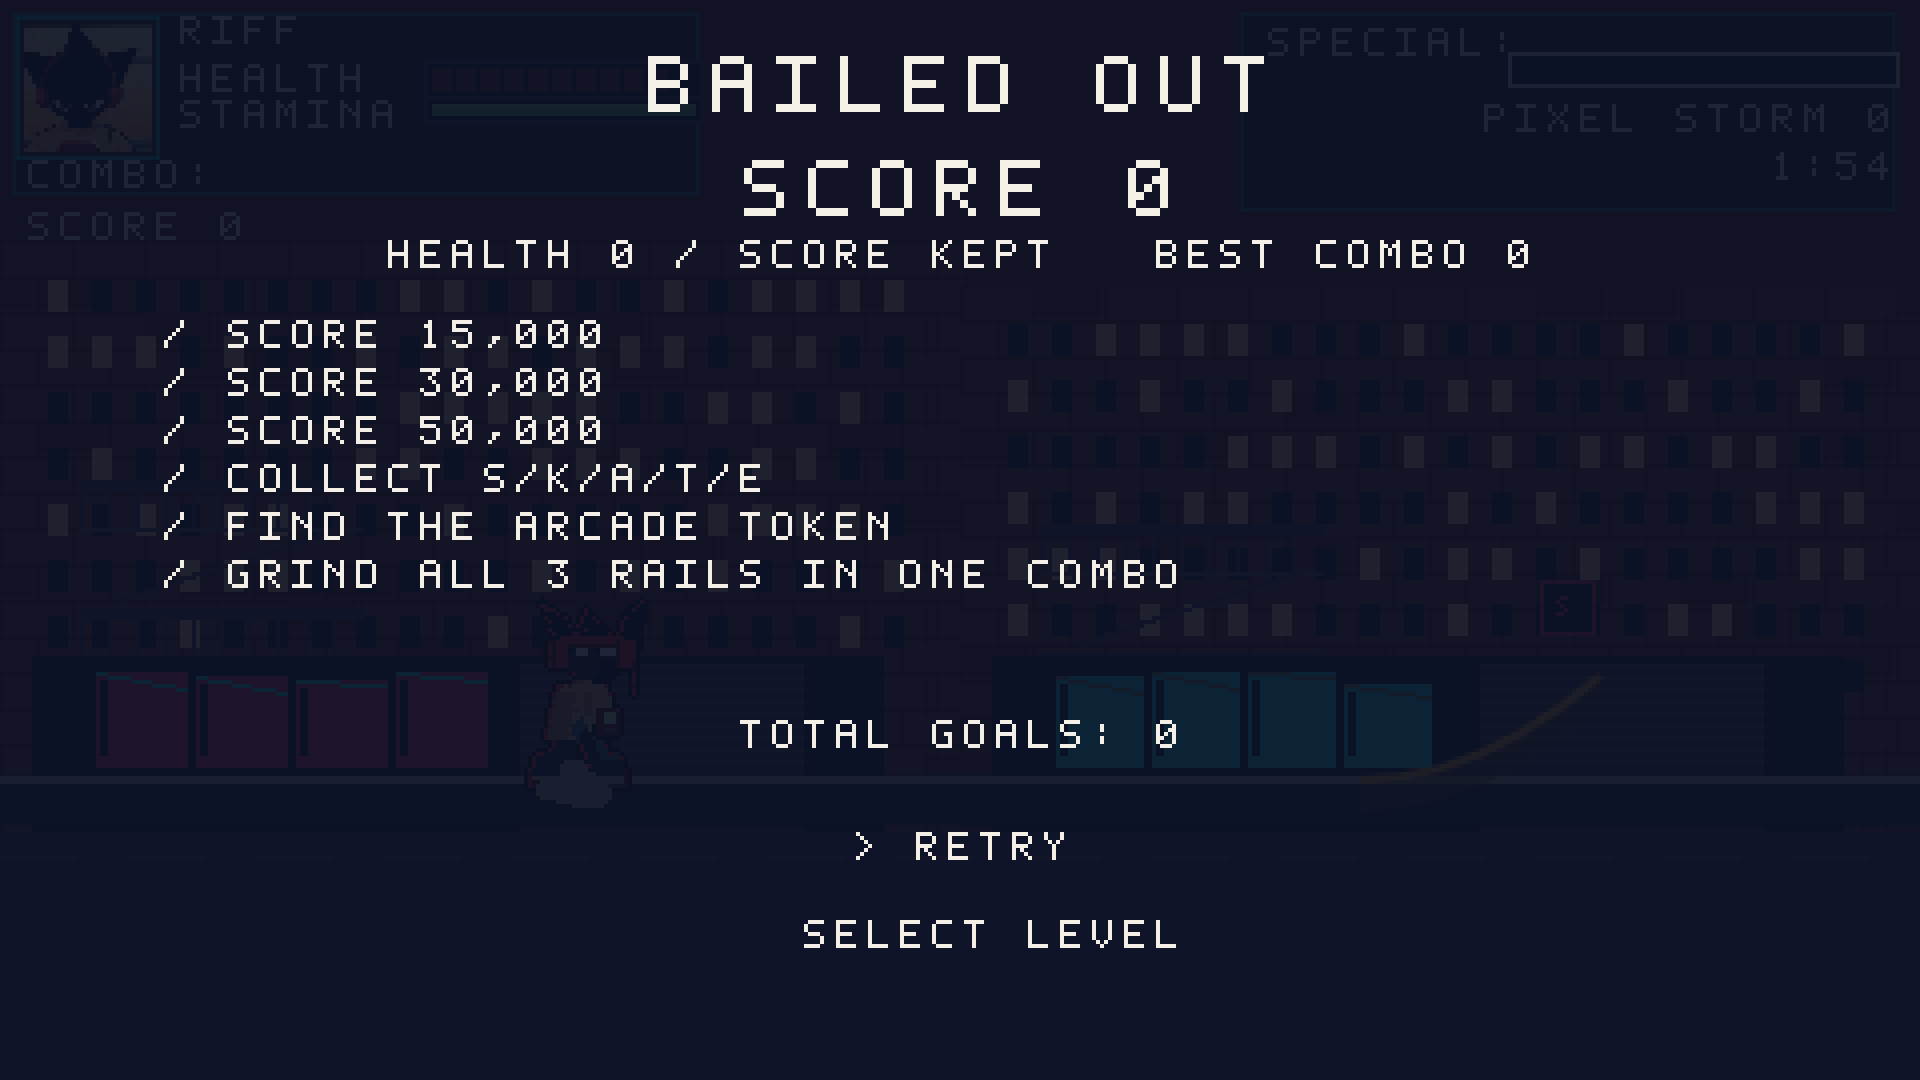 RIFF
HEALTH
STAMINA
COMBO:
SCORE 0
SPECIAL:
PIXEL STORM 0
1:54
BAILED OUT
SCORE 0
HEALTH 0 / SCORE KEPT BEST COMBO 0
/ SCORE 15,000
/ SCORE 30,000
/ SCORE 50,000
/ COLLECT S/K/A/T/E
/ FIND THE ARCADE TOKEN
/ GRIND ALL 3 RAILS IN ONE COMBO
S
TOTAL GOALS: 0
> RETRY
SELECT LEVEL